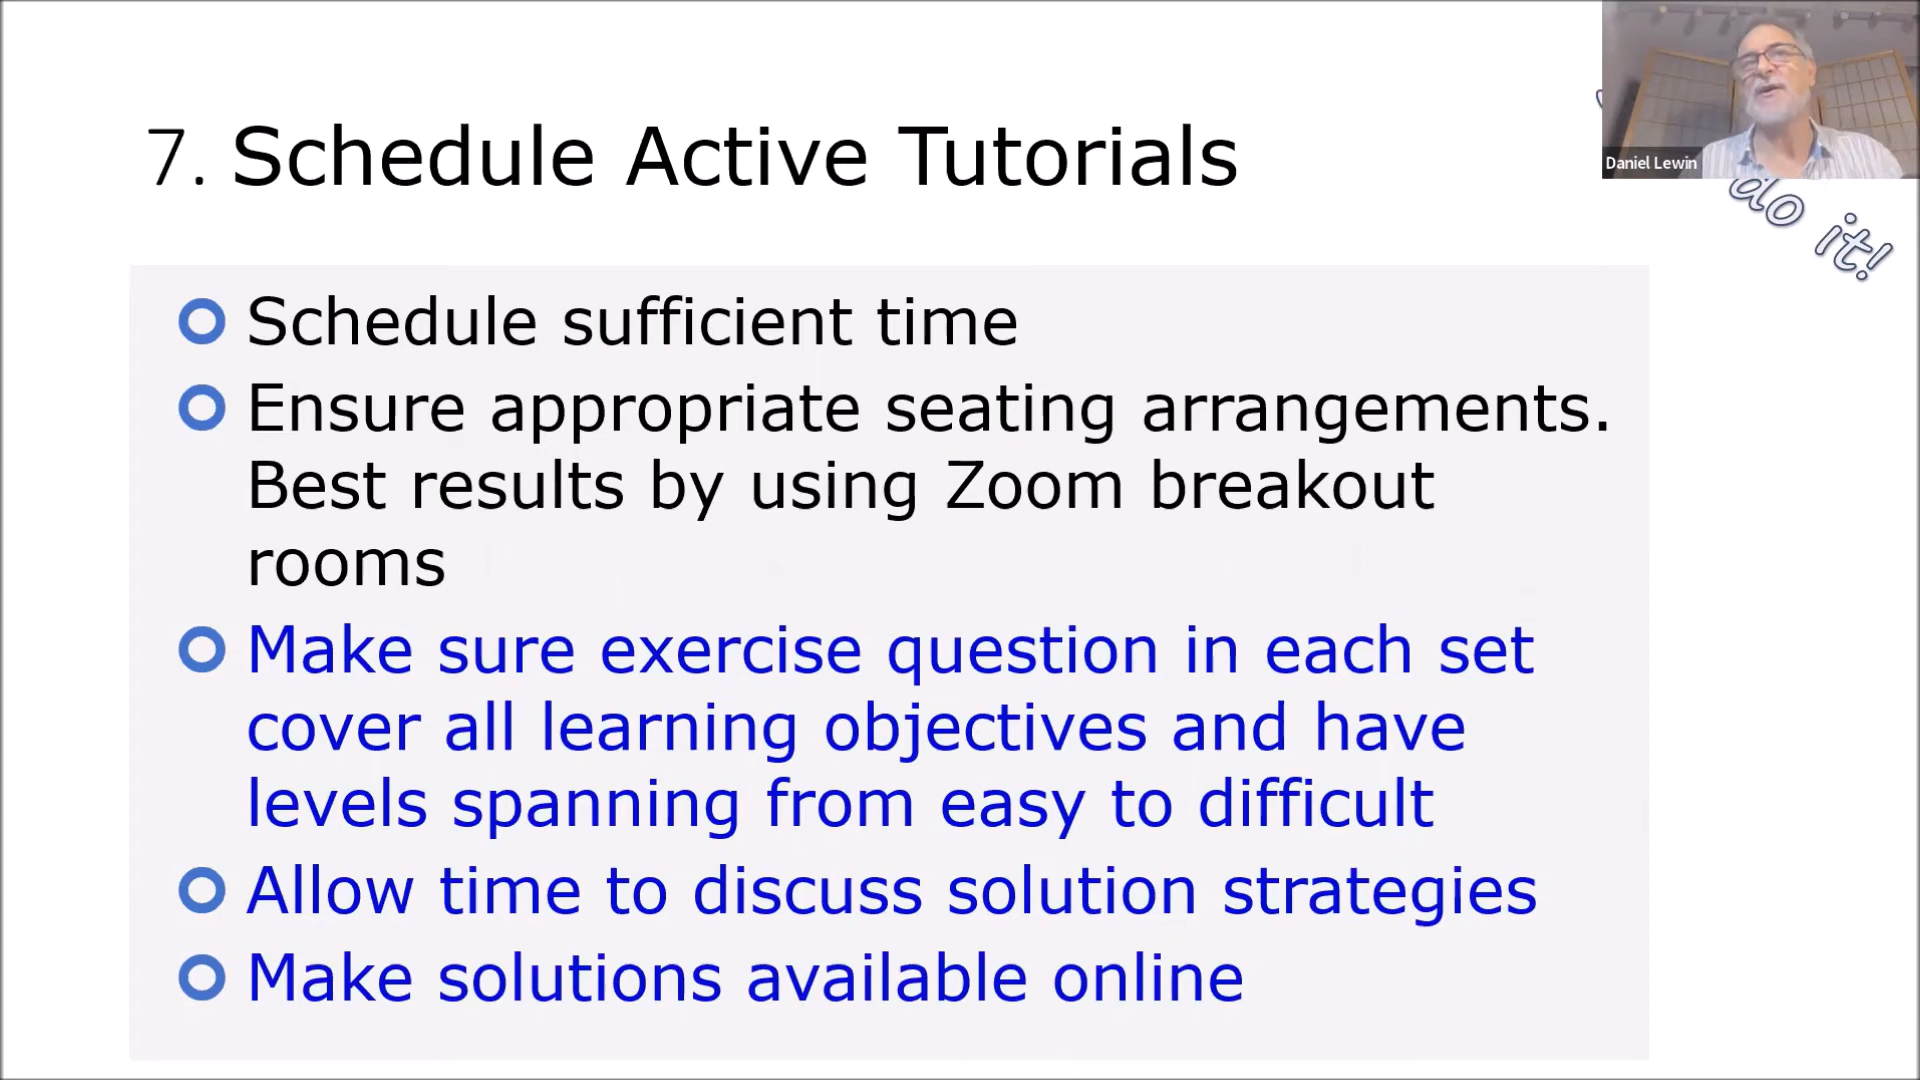 7. Schedule Active Tutorials
Daniel Lewin
do it!
Schedule sufficient time
Ensure appropriate seating arrangements.
Best results by using Zoom breakout
rooms
Make sure exercise question in each set
cover all learning objectives and have
levels spanning from easy to difficult
Allow time to discuss solution strategies
Make solutions available online